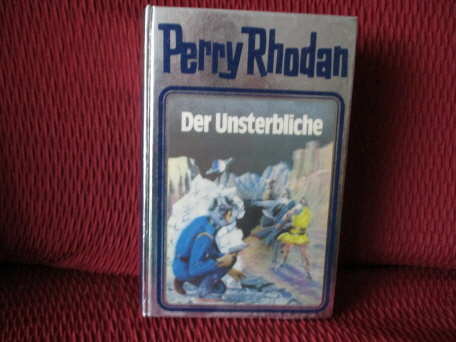 Perry Rhodan
Der Unsterbliche